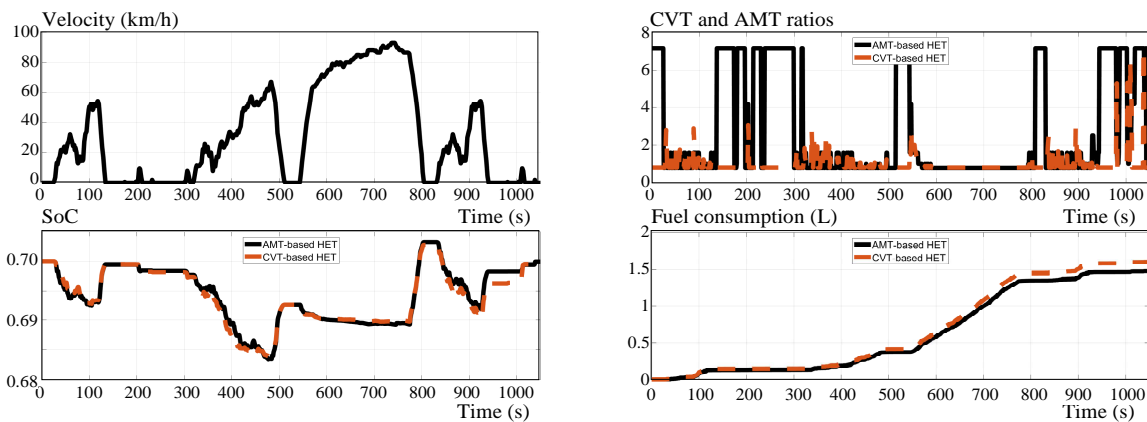 Velocity (km/h)
100
80
60
40
20
0
0 100 200 300 400 500 600 700 800 900 1000
Time (s)
CVT and AMT ratios
8
6
4
2
0
AMT-based HET
CVT-based HET
0 100 200 300 400 500 600 700 800 900 1000
Time (s)
SoC
0.70
0.69
0.68
AMT-based HET
CVT-based HET
0 100 200 300 400 500 600 700 800 900 1000
Time (s)
Fuel consumption (L)
2
1.5
1
0.5
0
AMT-based HET
CVT-based HET
0 100 200 300 400 500 600 700 800 900 1000
Time (s)